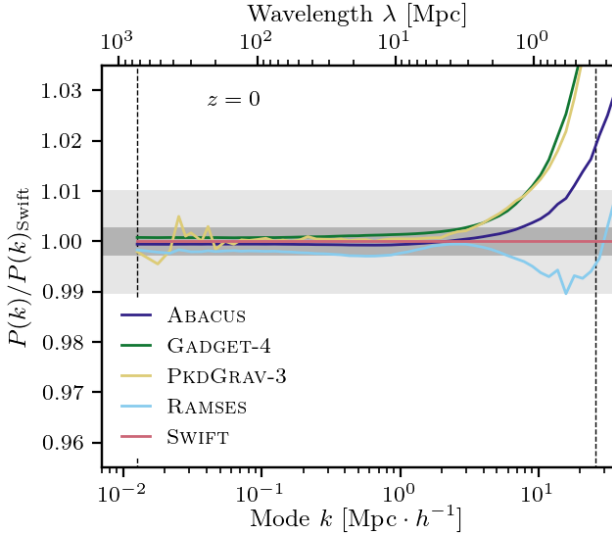 Wavelength λ [Mpc]
10³ 10² 10¹ 10⁰
z = 0
P(k)/P(k)Swift
1.03
1.02
1.01
1.00
0.99
0.98
0.97
0.96
ABACUS
GADGET-4
PKDGRAV-3
RAMSES
SWIFT
10⁻² 10⁻¹ 10⁰ 10¹
Mode k [Mpc · h⁻¹]